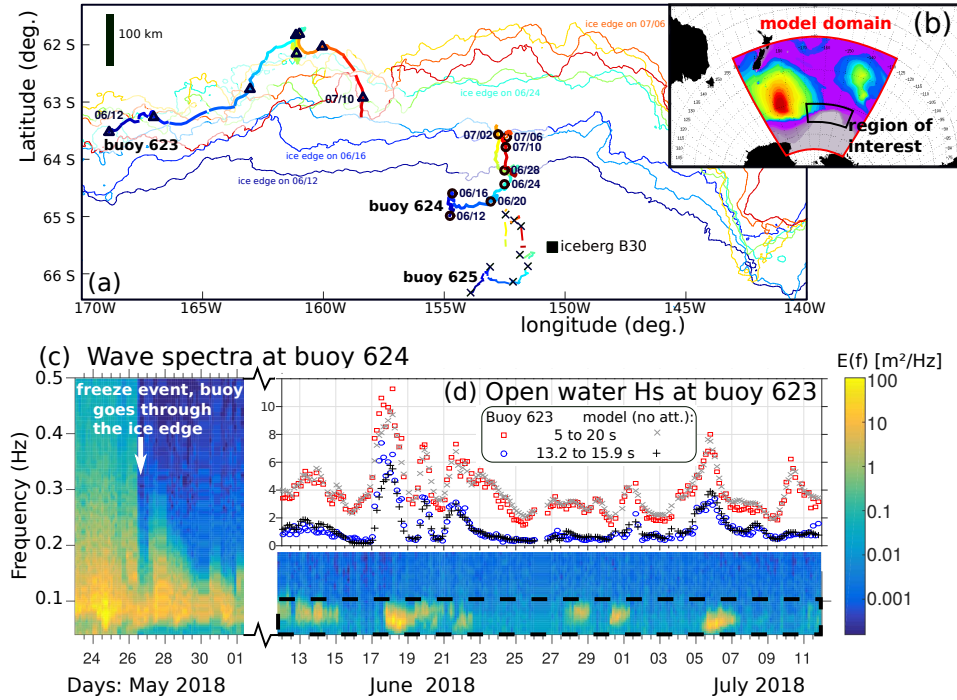 ice edge on 07/06
62 S
100 km
63 S
64 S
65 S
66 S
Latitude (deg.)
06/12
buoy 623
07/10
ice edge on 06/24
ice edge on 06/16
ice edge on 06/12
07/02
07/06
07/10
06/28
06/24
06/16
06/20
06/12
buoy 624
buoy 625
iceberg B30
(a)
170W
165W
160W
155W
150W
145W
140W
longitude (deg.)
model domain
(b)
region of
interest
(c) Wave spectra at buoy 624
freeze event, buoy
goes through
the ice edge
0.5
0.4
0.3
0.2
0.1
Frequency (Hz)
24
26
28
30
01
Days: May 2018
(d) Open water Hs at buoy 623
Buoy 623 model (no att.):
5 to 20 s
13.2 to 15.9 s
10
8
6
4
2
0
13
15
17
19
21
23
25
27
29
01
03
05
07
09
11
June 2018
July 2018
E(f) [m²/Hz]
100
10
1
0.1
0.01
0.001